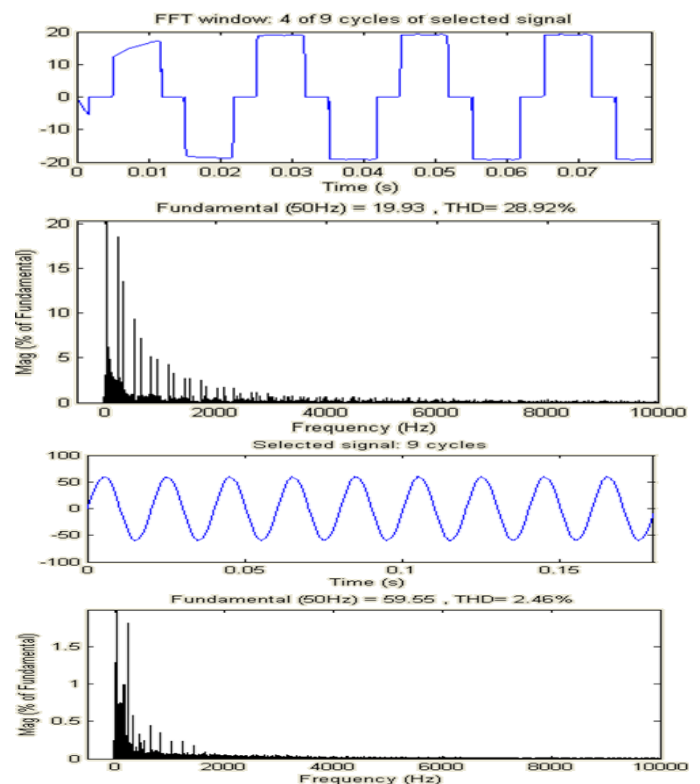 FFT window: 4 of 9 cycles of selected signal
20
10
0
-10
-20
0 0.01 0.02 0.03 0.04 0.05 0.06 0.07
Time (s)
Fundamental (50Hz) = 19.93 , THD= 28.92%
20
15
10
5
0
Mag (% of Fundamental)
0 2000 4000 6000 8000 10000
Frequency (Hz)
Selected signal: 9 cycles
100
50
0
-50
-100
0 0.05 0.1 0.15
Time (s)
Fundamental (50Hz) = 59.55 , THD= 2.46%
1.5
1
0.5
0
Mag (% of Fundamental)
0 2000 4000 6000 8000 10000
Frequency (Hz)